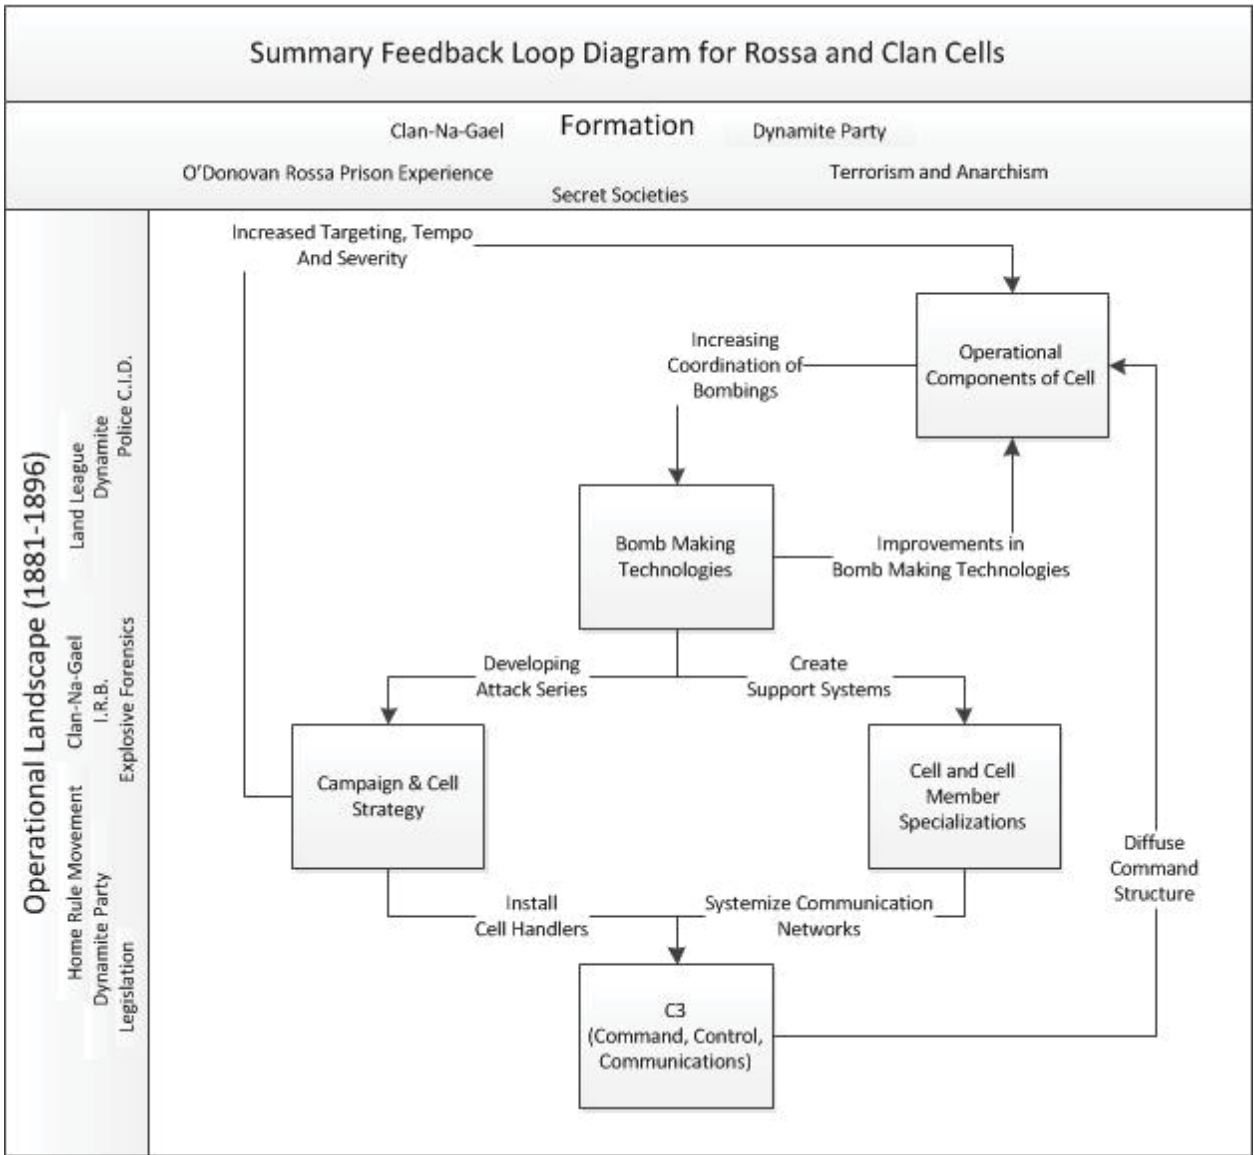 Summary Feedback Loop Diagram for Rossa and Clan Cells
Clan-Na-Gael
Formation
Dynamite Party
O'Donovan Rossa Prison Experience
Secret Societies
Terrorism and Anarchism
Operational Landscape (1881-1896)
Home Rule Movement
Clan-Na-Gael
Land League
Dynamite Party
I.R.B.
Dynamite
Legislation
Explosive Forensics
Police C.I.D.
Increased Targeting, Tempo
And Severity
Operational
Components of Cell
Increasing
Coordination of
Bombings
Bomb Making
Technologies
Improvements in
Bomb Making Technologies
Developing
Attack Series
Create
Support Systems
Campaign & Cell
Strategy
Cell and Cell
Member
Specializations
Diffuse
Command
Structure
Install
Cell Handlers
Systemize Communication
Networks
C3
(Command, Control,
Communications)